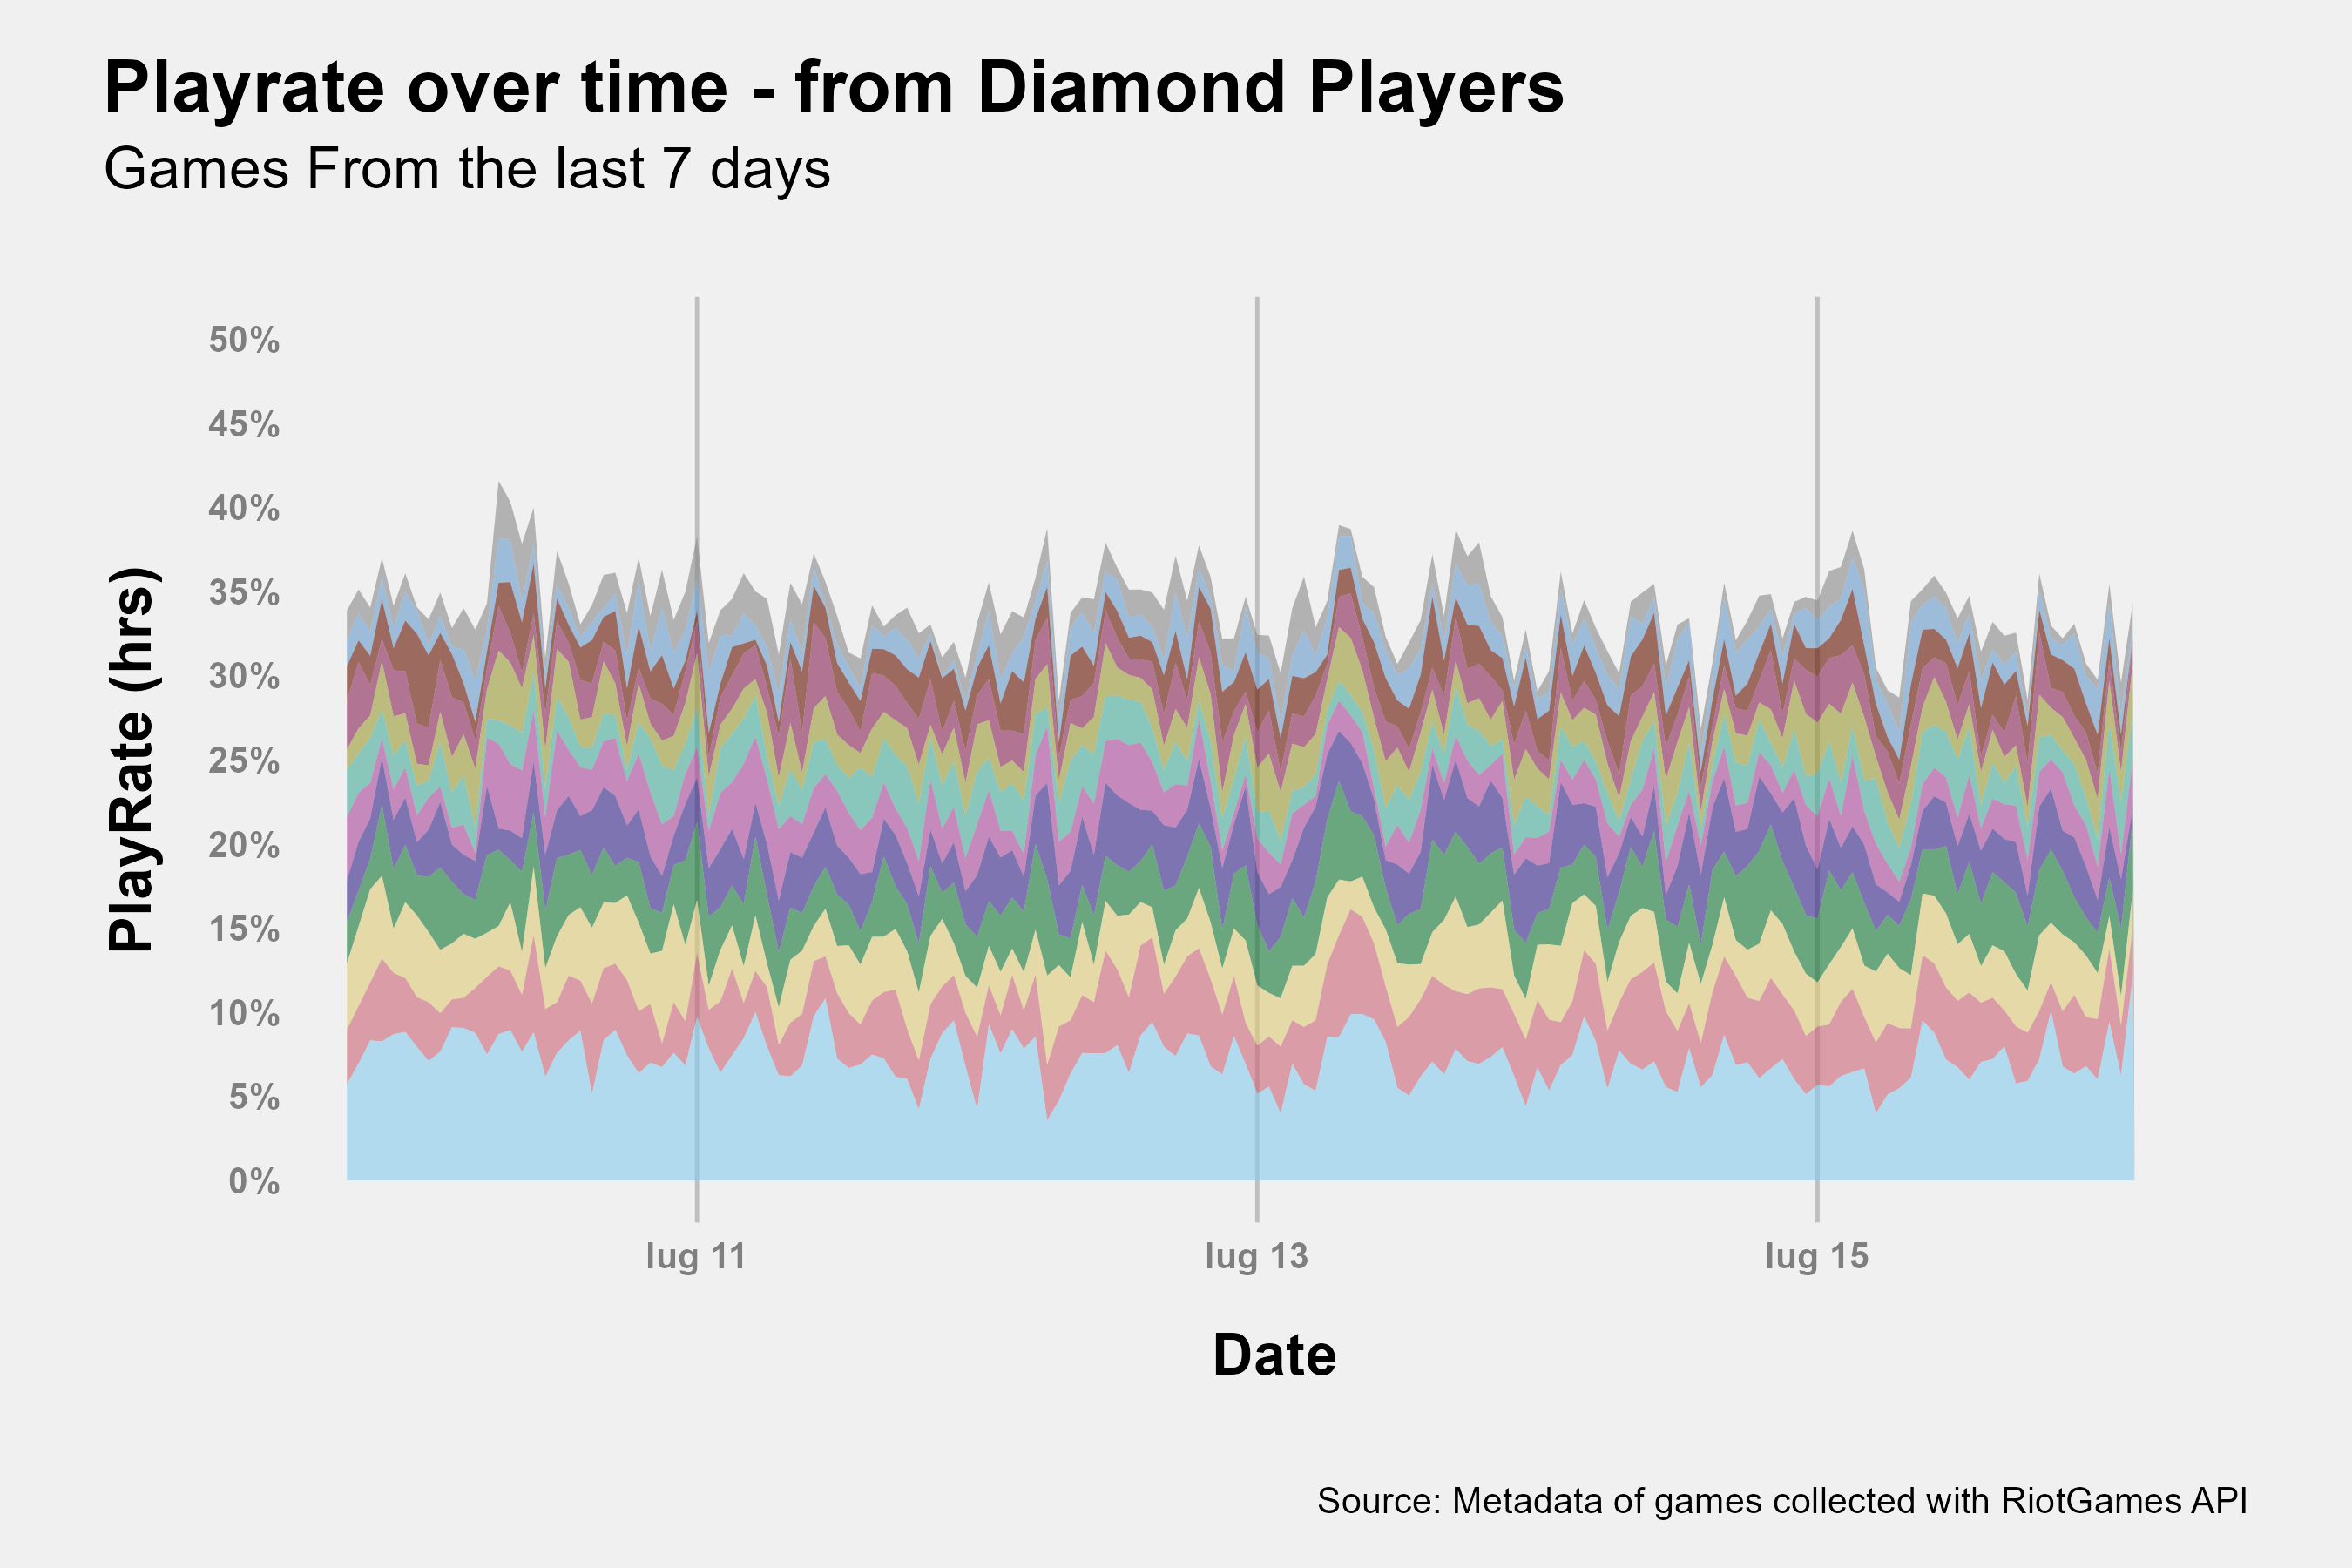 Playrate over time - from Diamond Players
Games From the last 7 days
PlayRate (hrs)
50%
45%
40%
35%
30%
25%
20%
15%
10%
5%
0%
lug 11
lug 13
lug 15
Date
Source: Metadata of games collected with RiotGames API